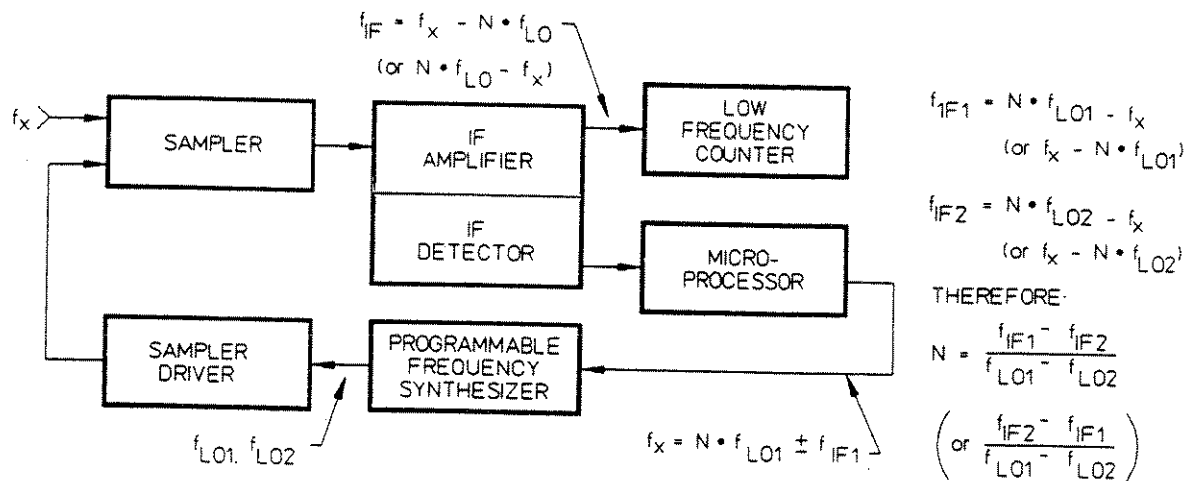 f_IF = f_x - N • f_LO
(or N • f_LO - f_x)
f_x
SAMPLER
IF
AMPLIFIER
LOW
FREQUENCY
COUNTER
IF
DETECTOR
MICRO-
PROCESSOR
SAMPLER
DRIVER
PROGRAMMABLE
FREQUENCY
SYNTHESIZER
f_LO1, f_LO2
f_x = N • f_LO1 ± f_IF1
f_IF1 = N • f_LO1 - f_x
(or f_x - N • f_LO1)
f_IF2 = N • f_LO2 - f_x
(or f_x - N • f_LO2)
THEREFORE:
N = (f_IF1 - f_IF2) / (f_LO1 - f_LO2)
(or (f_IF2 - f_IF1) / (f_LO1 - f_LO2))